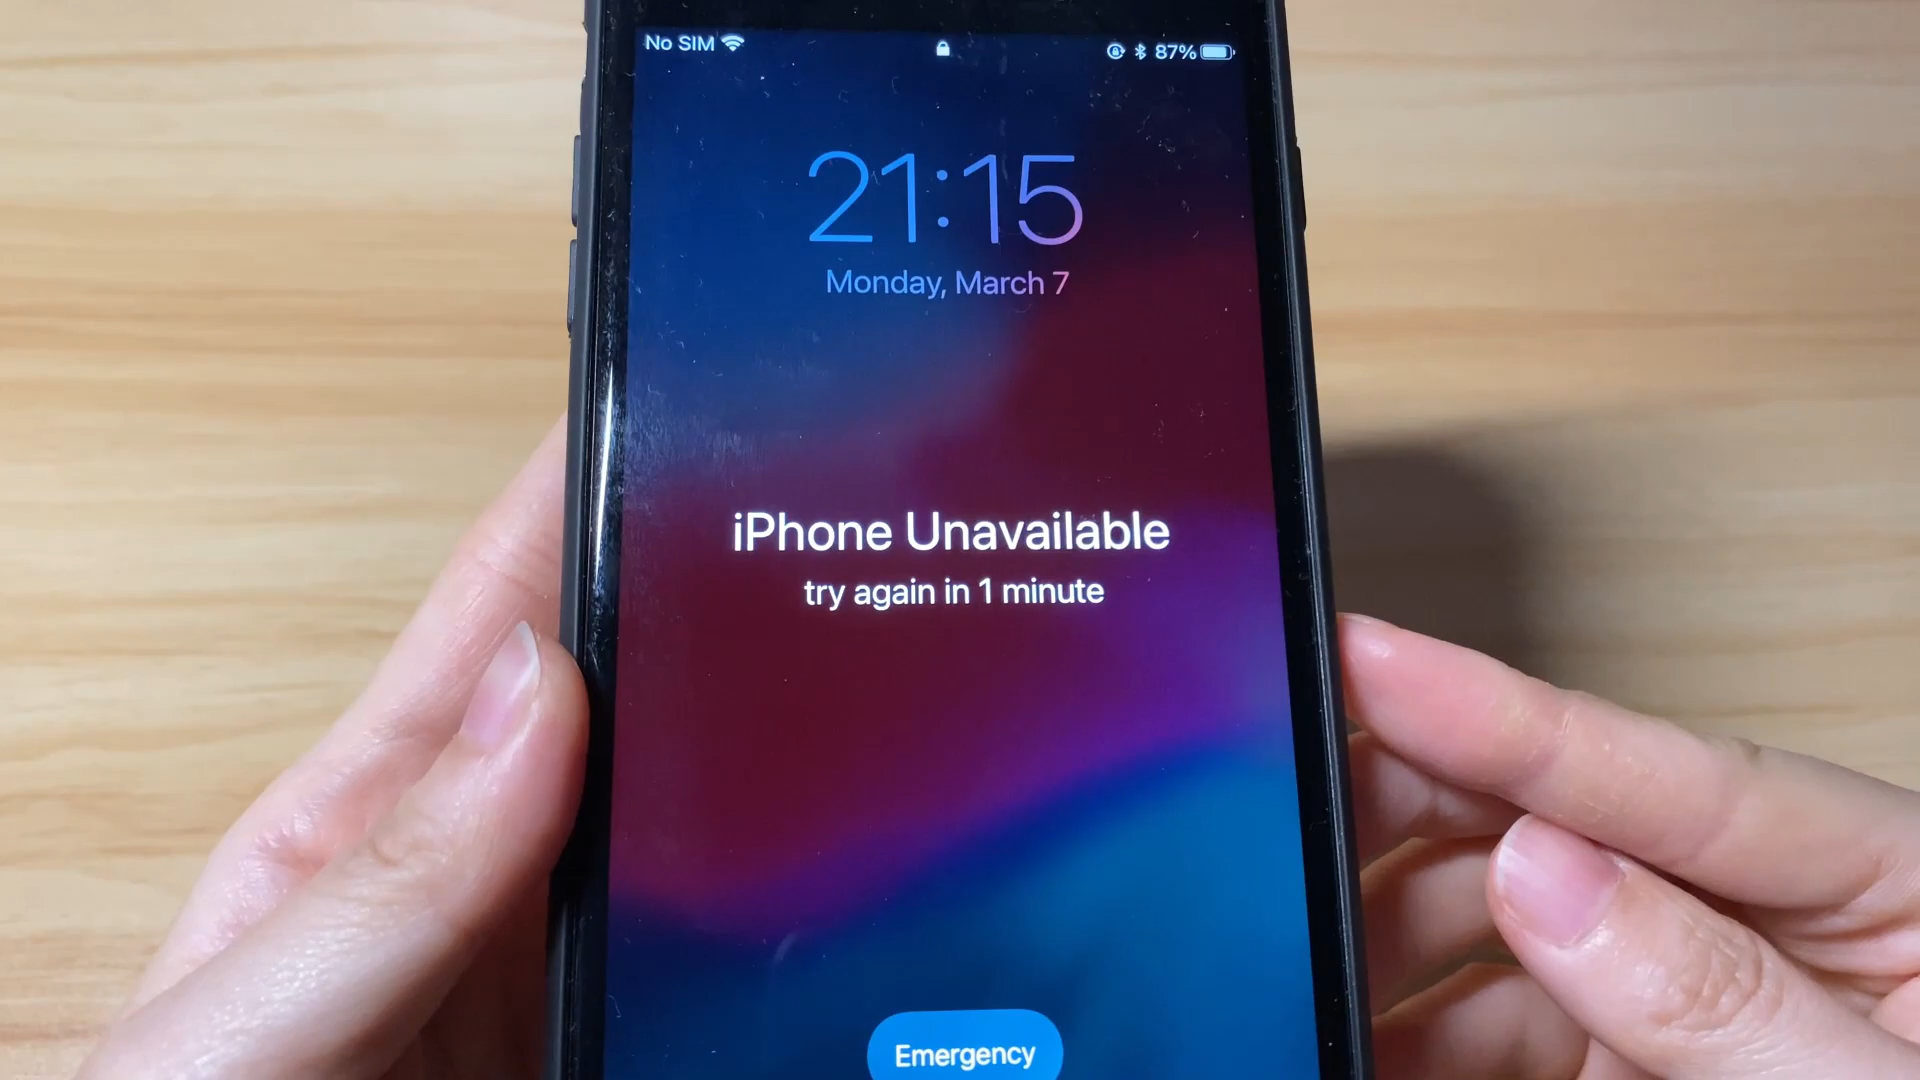 No SIM
87%
21:15
Monday, March 7
iPhone Unavailable
try again in 1 minute
Emergency